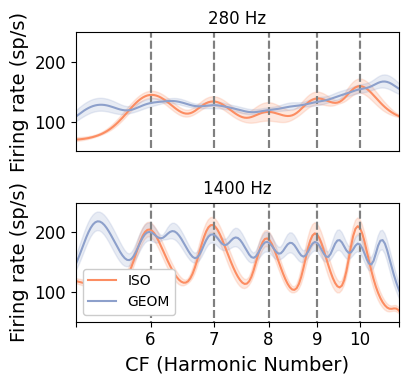 280 Hz
Firing rate (sp/s)
200
100
1400 Hz
Firing rate (sp/s)
200
100
ISO
GEOM
6 7 8 9 10
CF (Harmonic Number)